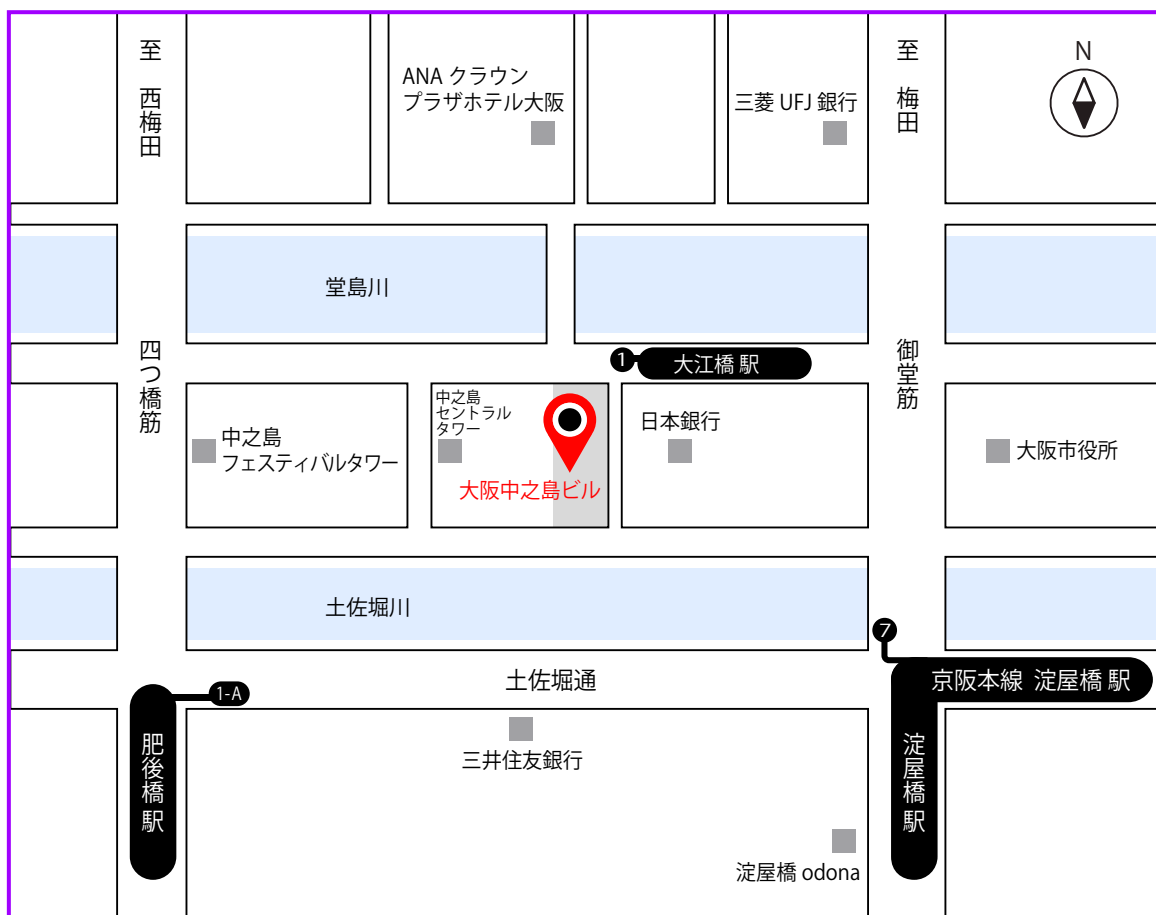 至 西梅田
ANA クラウン
プラザホテル大阪
三菱 UFJ 銀行
至 梅田
N
堂島川
四つ橋筋
御堂筋
1
大江橋 駅
中之島
フェスティバルタワー
中之島
セントラル
タワー
大阪中之島ビル
日本銀行
大阪市役所
土佐堀川
7
土佐堀通
京阪本線 淀屋橋 駅
1-A
肥後橋 駅
三井住友銀行
淀屋橋 駅
淀屋橋 odona